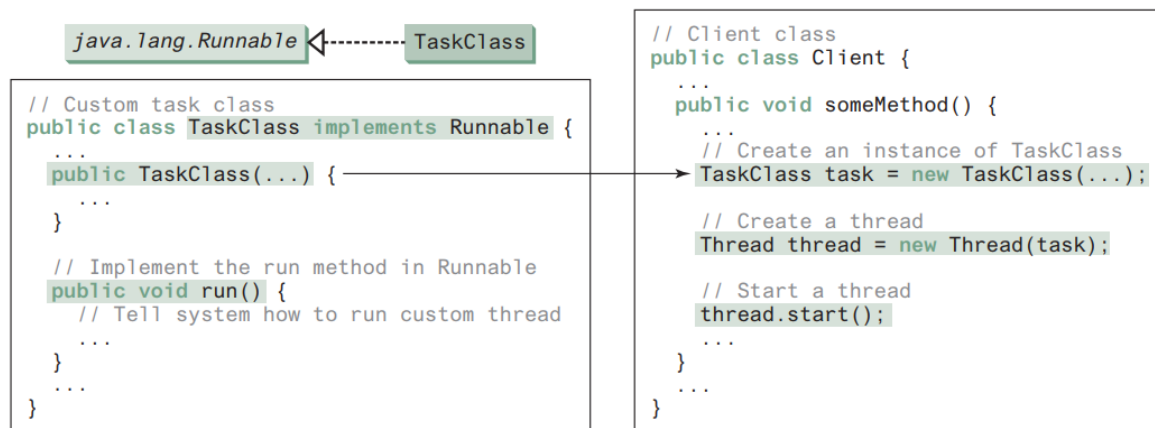 java.lang.Runnable
TaskClass
// Custom task class
public class TaskClass implements Runnable {
...
public TaskClass(...) {
...
}
// Implement the run method in Runnable
public void run() {
// Tell system how to run custom thread
...
}
...
}
// Client class
public class Client {
...
public void someMethod() {
...
// Create an instance of TaskClass
TaskClass task = new TaskClass(...);
// Create a thread
Thread thread = new Thread(task);
// Start a thread
thread.start();
...
}
...
}